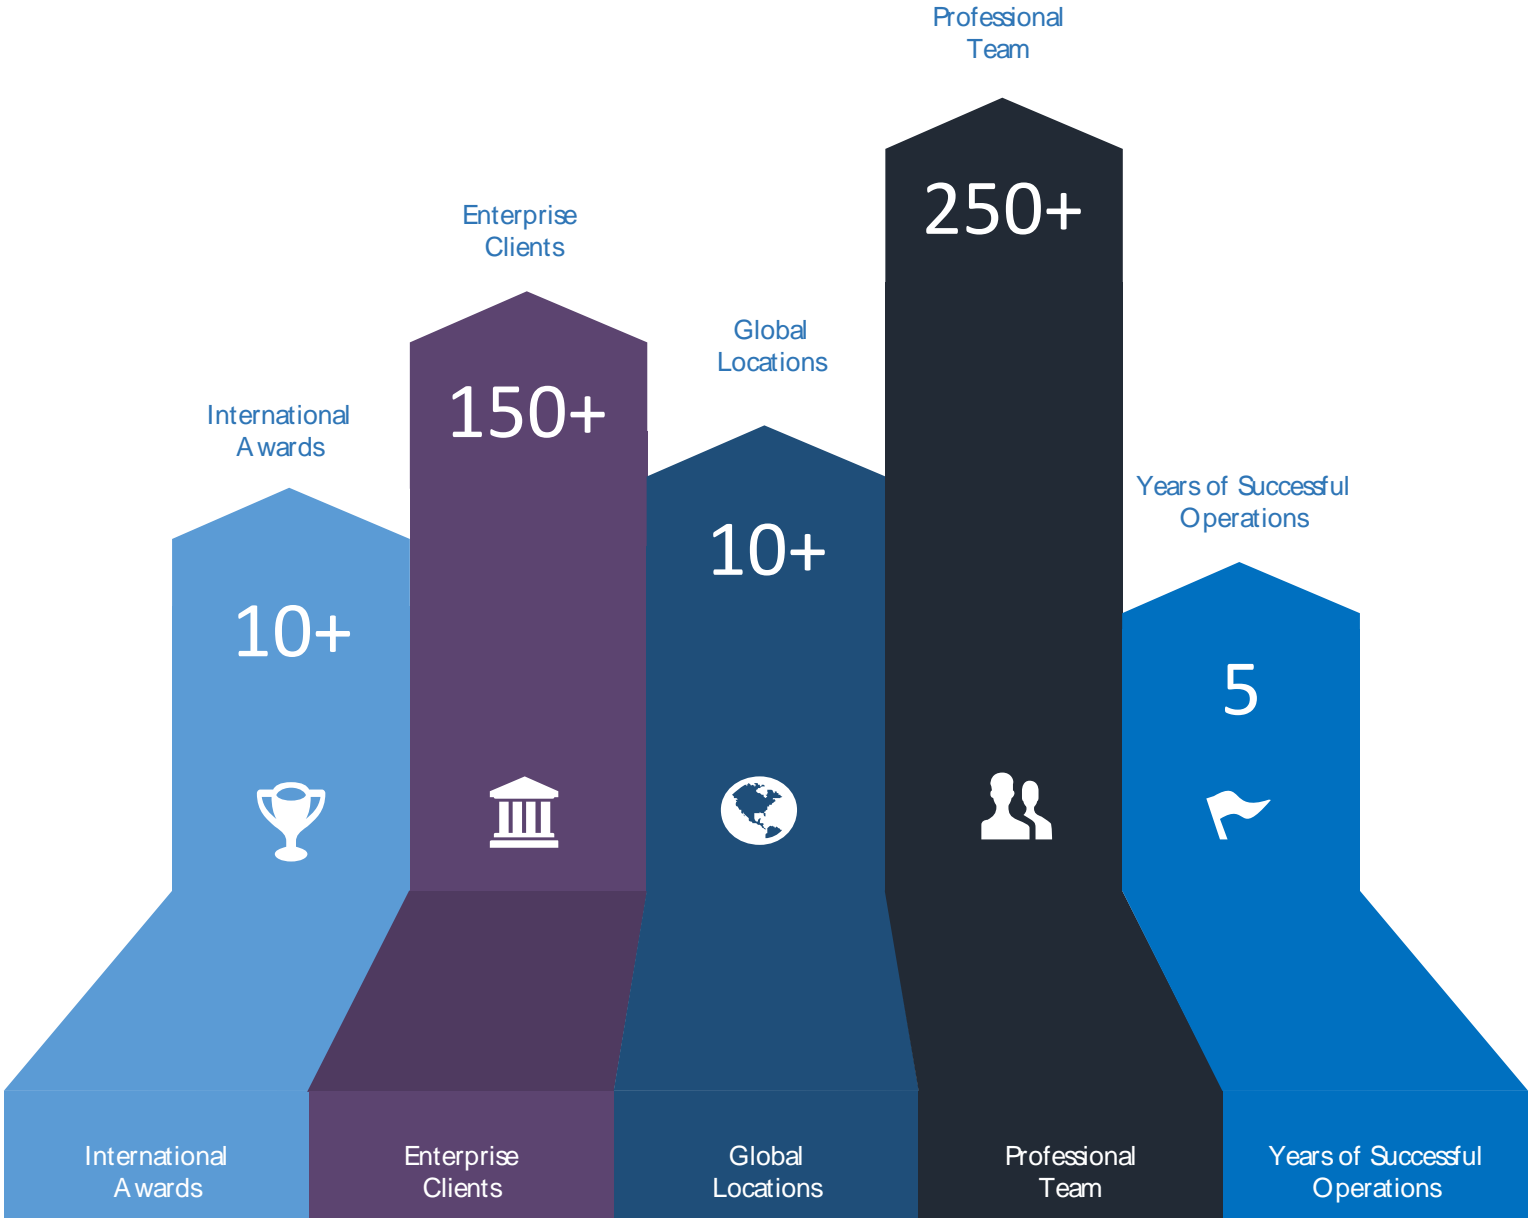 Professional
Team
250+
Enterprise
Clients
150+
Global
Locations
10+
International
Awards
10+
Years of Successful
Operations
5
International
Awards
Enterprise
Clients
Global
Locations
Professional
Team
Years of Successful
Operations